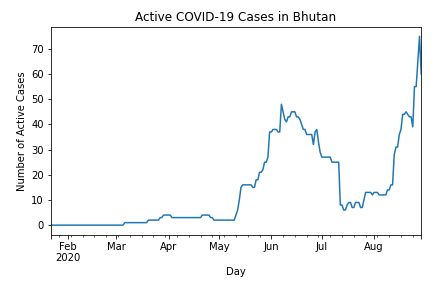 Active COVID-19 Cases in Bhutan
Number of Active Cases
70
60
50
40
30
20
10
0
Feb Mar Apr May Jun Jul Aug
2020
Day